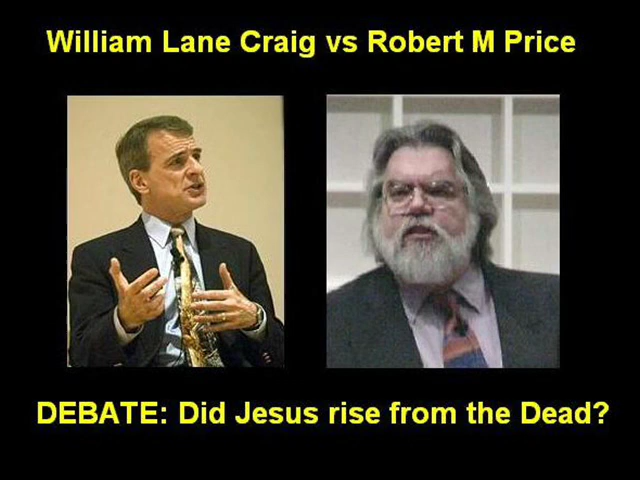 William Lane Craig vs Robert M Price
DEBATE: Did Jesus rise from the Dead?